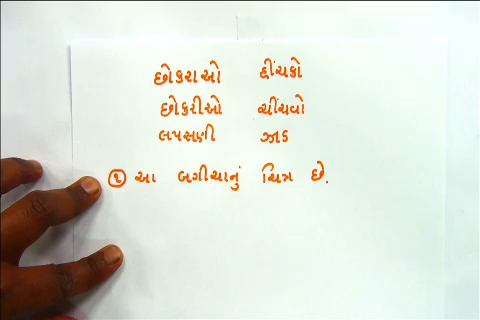 છોકરાઓ હીંચકો
છોકરીઓ ચીંચવો
લપસણી ઝાડ
૧ આ બગીચાનું ચિત્ર છે.